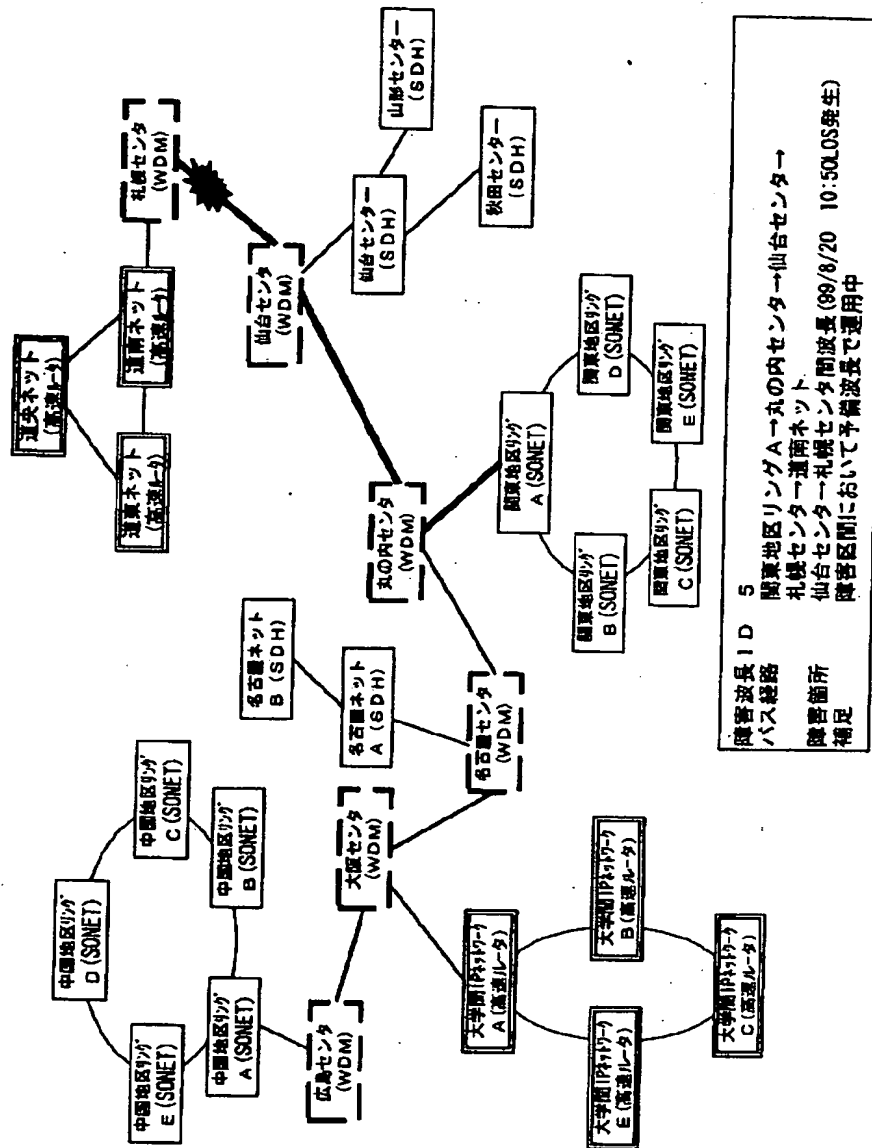 道央ネット
(高速ルータ)
道東ネット
(高速ルータ)
道南ネット
(高速ルータ)
札幌センタ
(WDM)
仙台センタ
(WDM)
仙台センター
(SDH)
山形センター
(SDH)
秋田センター
(SDH)
丸の内センタ
(WDM)
関東地区リング
A (SONET)
関東地区リング
B (SONET)
関東地区リング
C (SONET)
関東地区リング
D (SONET)
関東地区リング
E (SONET)
名古屋ネット
B (SDH)
名古屋ネット
A (SDH)
名古屋センタ
(WDM)
大阪センタ
(WDM)
広島センタ
(WDM)
中国地区リング
D (SONET)
中国地区リング
C (SONET)
中国地区リング
B (SONET)
中国地区リング
A (SONET)
中国地区リング
E (SONET)
大学間IPネットワーク
A (高速ルータ)
大学間IPネットワーク
B (高速ルータ)
大学間IPネットワーク
C (高速ルータ)
大学間IPネットワーク
E (高速ルータ)
障害波長ID 5
パス経路 関東地区リングA→丸の内センター→仙台センター→
札幌センター→道南ネット
障害箇所 仙台センター→札幌センタ間波長(99/8/20 10:50LOS発生)
補足 障害区間において予備波長で運用中